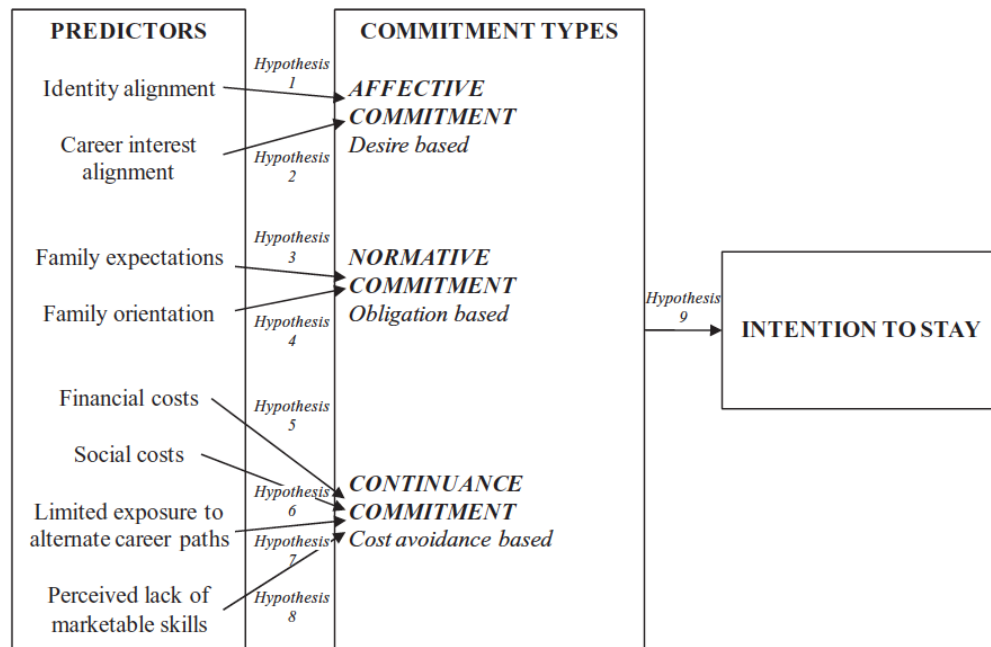 PREDICTORS
Identity alignment
Career interest
alignment
Family expectations
Family orientation
Financial costs
Social costs
Limited exposure to
alternate career paths
Perceived lack of
marketable skills
Hypothesis
1
Hypothesis
2
Hypothesis
3
Hypothesis
4
Hypothesis
5
Hypothesis
6
Hypothesis
7
Hypothesis
8
COMMITMENT TYPES
AFFECTIVE
COMMITMENT
Desire based
NORMATIVE
COMMITMENT
Obligation based
CONTINUANCE
COMMITMENT
Cost avoidance based
Hypothesis
9
INTENTION TO STAY